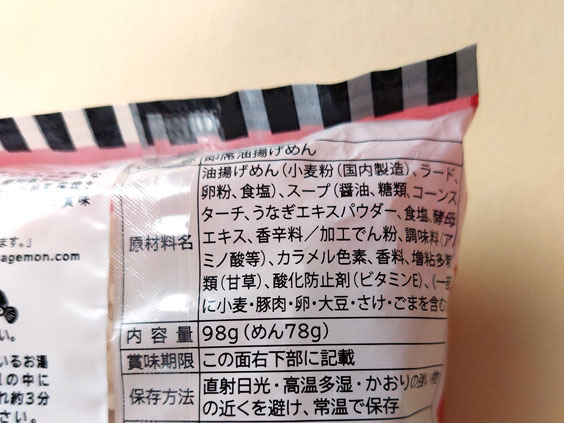 即席油揚げめん
油揚げめん(小麦粉(国内製造)、ラード、
卵粉、食塩)、スープ(醤油、糖類、コーンス
ターチ、うなぎエキスパウダー、食塩、酵母
原材料名
エキス、香辛料/加工でん粉、調味料(ア
ミノ酸等)、カラメル色素、香料、増粘多
類(甘草)、酸化防止剤(ビタミンE)、(一
に小麦・豚肉・卵・大豆・さけ・ごまを含む
内容量 98g(めん78g)
賞味期限 この面右下部に記載
保存方法 直射日光・高温多湿・かおりの強い
の近くを避け、常温で保存
味
ます。」
agemon.com
い。
いるお湯
の中に
れ約3分
さい。